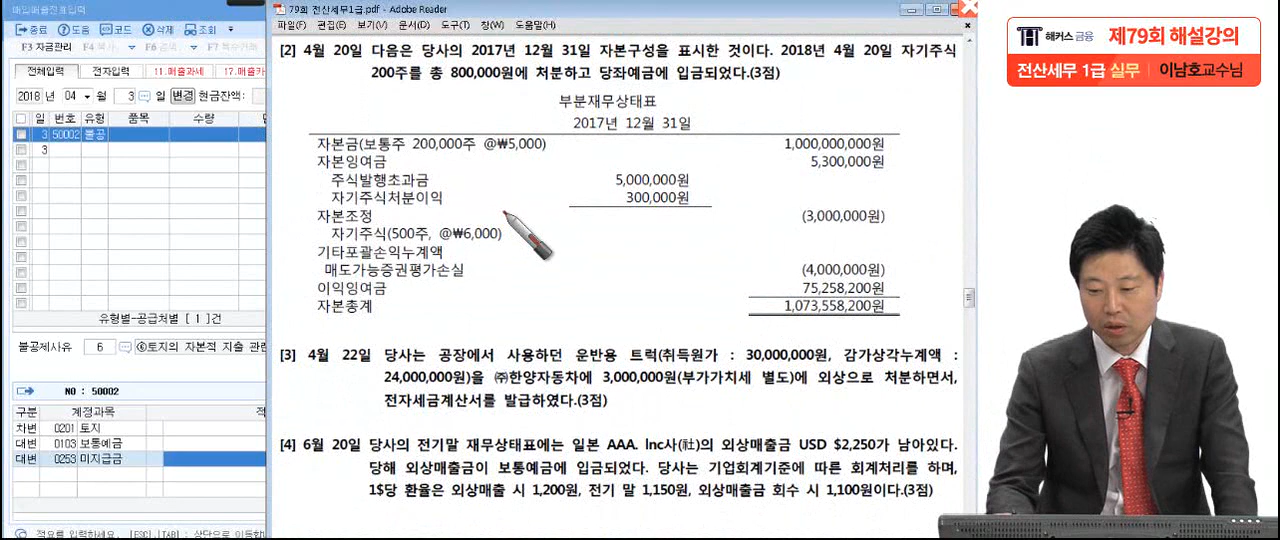 매입매출전표입력
종료 도움 코드 삭제 조회
F3 자금관리
전체입력 전자입력 11.매출과세 17.매출카
2018 년 04 월 3 일 변경 현금잔액:
일 번호 유형 품목 수량
3 50002 불공
3
유형별-공급처별 [ 1 ]건
불공제사유 6 ⑥토지의 자본적 지출 관련
NO : 50002
구분 계정과목
차변 0201 토지
대변 0103 보통예금
대변 0253 미지급금
적요를 입력하세요. [ESC],[TAB] : 상단으로 이동합
79회 전산세무1급.pdf - Adobe Reader
파일(F) 편집(E) 보기(V) 문서(D) 도구(T) 창(W) 도움말(H)
[2] 4월 20일 다음은 당사의 2017년 12월 31일 자본구성을 표시한 것이다. 2018년 4월 20일 자기주식
200주를 총 800,000원에 처분하고 당좌예금에 입금되었다.(3점)
부분재무상태표
2017년 12월 31일
자본금(보통주 200,000주 @₩5,000) 1,000,000,000원
자본잉여금 5,300,000원
주식발행초과금 5,000,000원
자기주식처분이익 300,000원
자본조정 (3,000,000원)
자기주식(500주, @₩6,000)
기타포괄손익누계액
매도가능증권평가손실 (4,000,000원)
이익잉여금 75,258,200원
자본총계 1,073,558,200원
[3] 4월 22일 당사는 공장에서 사용하던 운반용 트럭(취득원가 : 30,000,000원, 감가상각누계액 :
24,000,000원)을 ㈜한양자동차에 3,000,000원(부가가치세 별도)에 외상으로 처분하면서,
전자세금계산서를 발급하였다.(3점)
[4] 6월 20일 당사의 전기말 재무상태표에는 일본 AAA. lnc사(社)의 외상매출금 USD $2,250가 남아있다.
당해 외상매출금이 보통예금에 입금되었다. 당사는 기업회계기준에 따른 회계처리를 하며,
1$당 환율은 외상매출 시 1,200원, 전기 말 1,150원, 외상매출금 회수 시 1,100원이다.(3점)
해커스 금융 제79회 해설강의
전산세무 1급 실무 이남호교수님